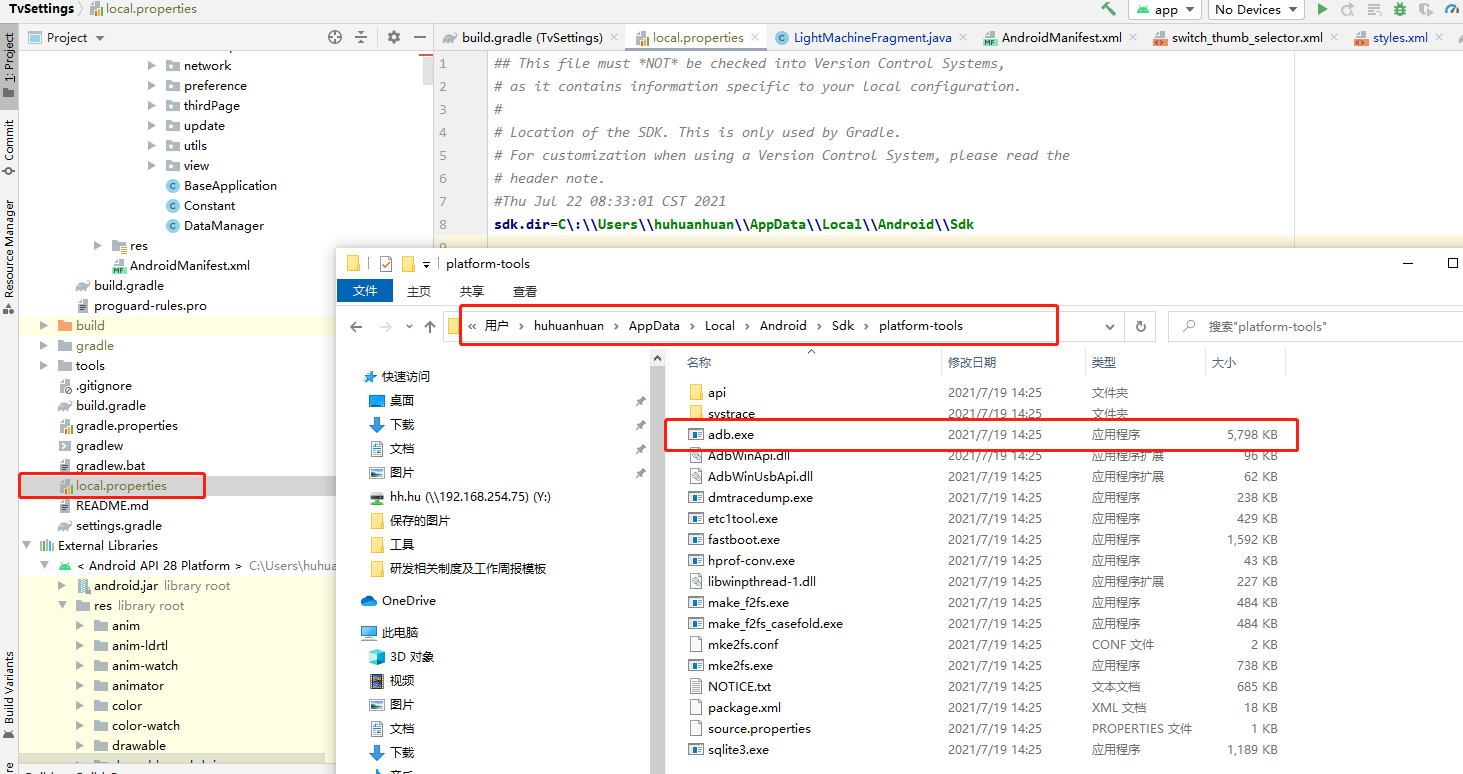 TvSettings local.properties
app No Devices
Project
build.gradle (TvSettings) local.properties LightMachineFragment.java AndroidManifest.xml switch_thumb_selector.xml styles.xml
1: Project
Commit
Resource Manager
Build Variants
network
preference
thirdPage
update
utils
view
BaseApplication
Constant
DataManager
res
AndroidManifest.xml
build.gradle
proguard-rules.pro
build
gradle
tools
.gitignore
build.gradle
gradle.properties
gradlew
gradlew.bat
local.properties
README.md
settings.gradle
External Libraries
< Android API 28 Platform > C:\Users\huhua
android.jar library root
res library root
anim
anim-ldrtl
anim-watch
animator
color
color-watch
drawable
1 ## This file must *NOT* be checked into Version Control Systems,
2 # as it contains information specific to your local configuration.
3 #
4 # Location of the SDK. This is only used by Gradle.
5 # For customization when using a Version Control System, please read the
6 # header note.
7 #Thu Jul 22 08:33:01 CST 2021
8 sdk.dir=C\:\\Users\\huhuanhuan\\AppData\\Local\\Android\\Sdk
9
platform-tools
文件 主页 共享 查看
« 用户 › huhuanhuan › AppData › Local › Android › Sdk › platform-tools
搜索"platform-tools"
快速访问
桌面
下载
文档
图片
hh.hu (\\192.168.254.75) (Y:)
保存的图片
工具
研发相关制度及工作周报模板
OneDrive
此电脑
3D 对象
视频
图片
文档
下载
音乐
名称 修改日期 类型 大小
api 2021/7/19 14:25 文件夹
systrace 2021/7/19 14:25 文件夹
adb.exe 2021/7/19 14:25 应用程序 5,798 KB
AdbWinApi.dll 2021/7/19 14:25 应用程序扩展 96 KB
AdbWinUsbApi.dll 2021/7/19 14:25 应用程序扩展 62 KB
dmtracedump.exe 2021/7/19 14:25 应用程序 238 KB
etc1tool.exe 2021/7/19 14:25 应用程序 429 KB
fastboot.exe 2021/7/19 14:25 应用程序 1,592 KB
hprof-conv.exe 2021/7/19 14:25 应用程序 43 KB
libwinpthread-1.dll 2021/7/19 14:25 应用程序扩展 227 KB
make_f2fs.exe 2021/7/19 14:25 应用程序 484 KB
make_f2fs_casefold.exe 2021/7/19 14:25 应用程序 484 KB
mke2fs.conf 2021/7/19 14:25 CONF 文件 2 KB
mke2fs.exe 2021/7/19 14:25 应用程序 738 KB
NOTICE.txt 2021/7/19 14:25 文本文档 685 KB
package.xml 2021/7/19 14:25 XML 文档 18 KB
source.properties 2021/7/19 14:25 PROPERTIES 文件 1 KB
sqlite3.exe 2021/7/19 14:25 应用程序 1,189 KB